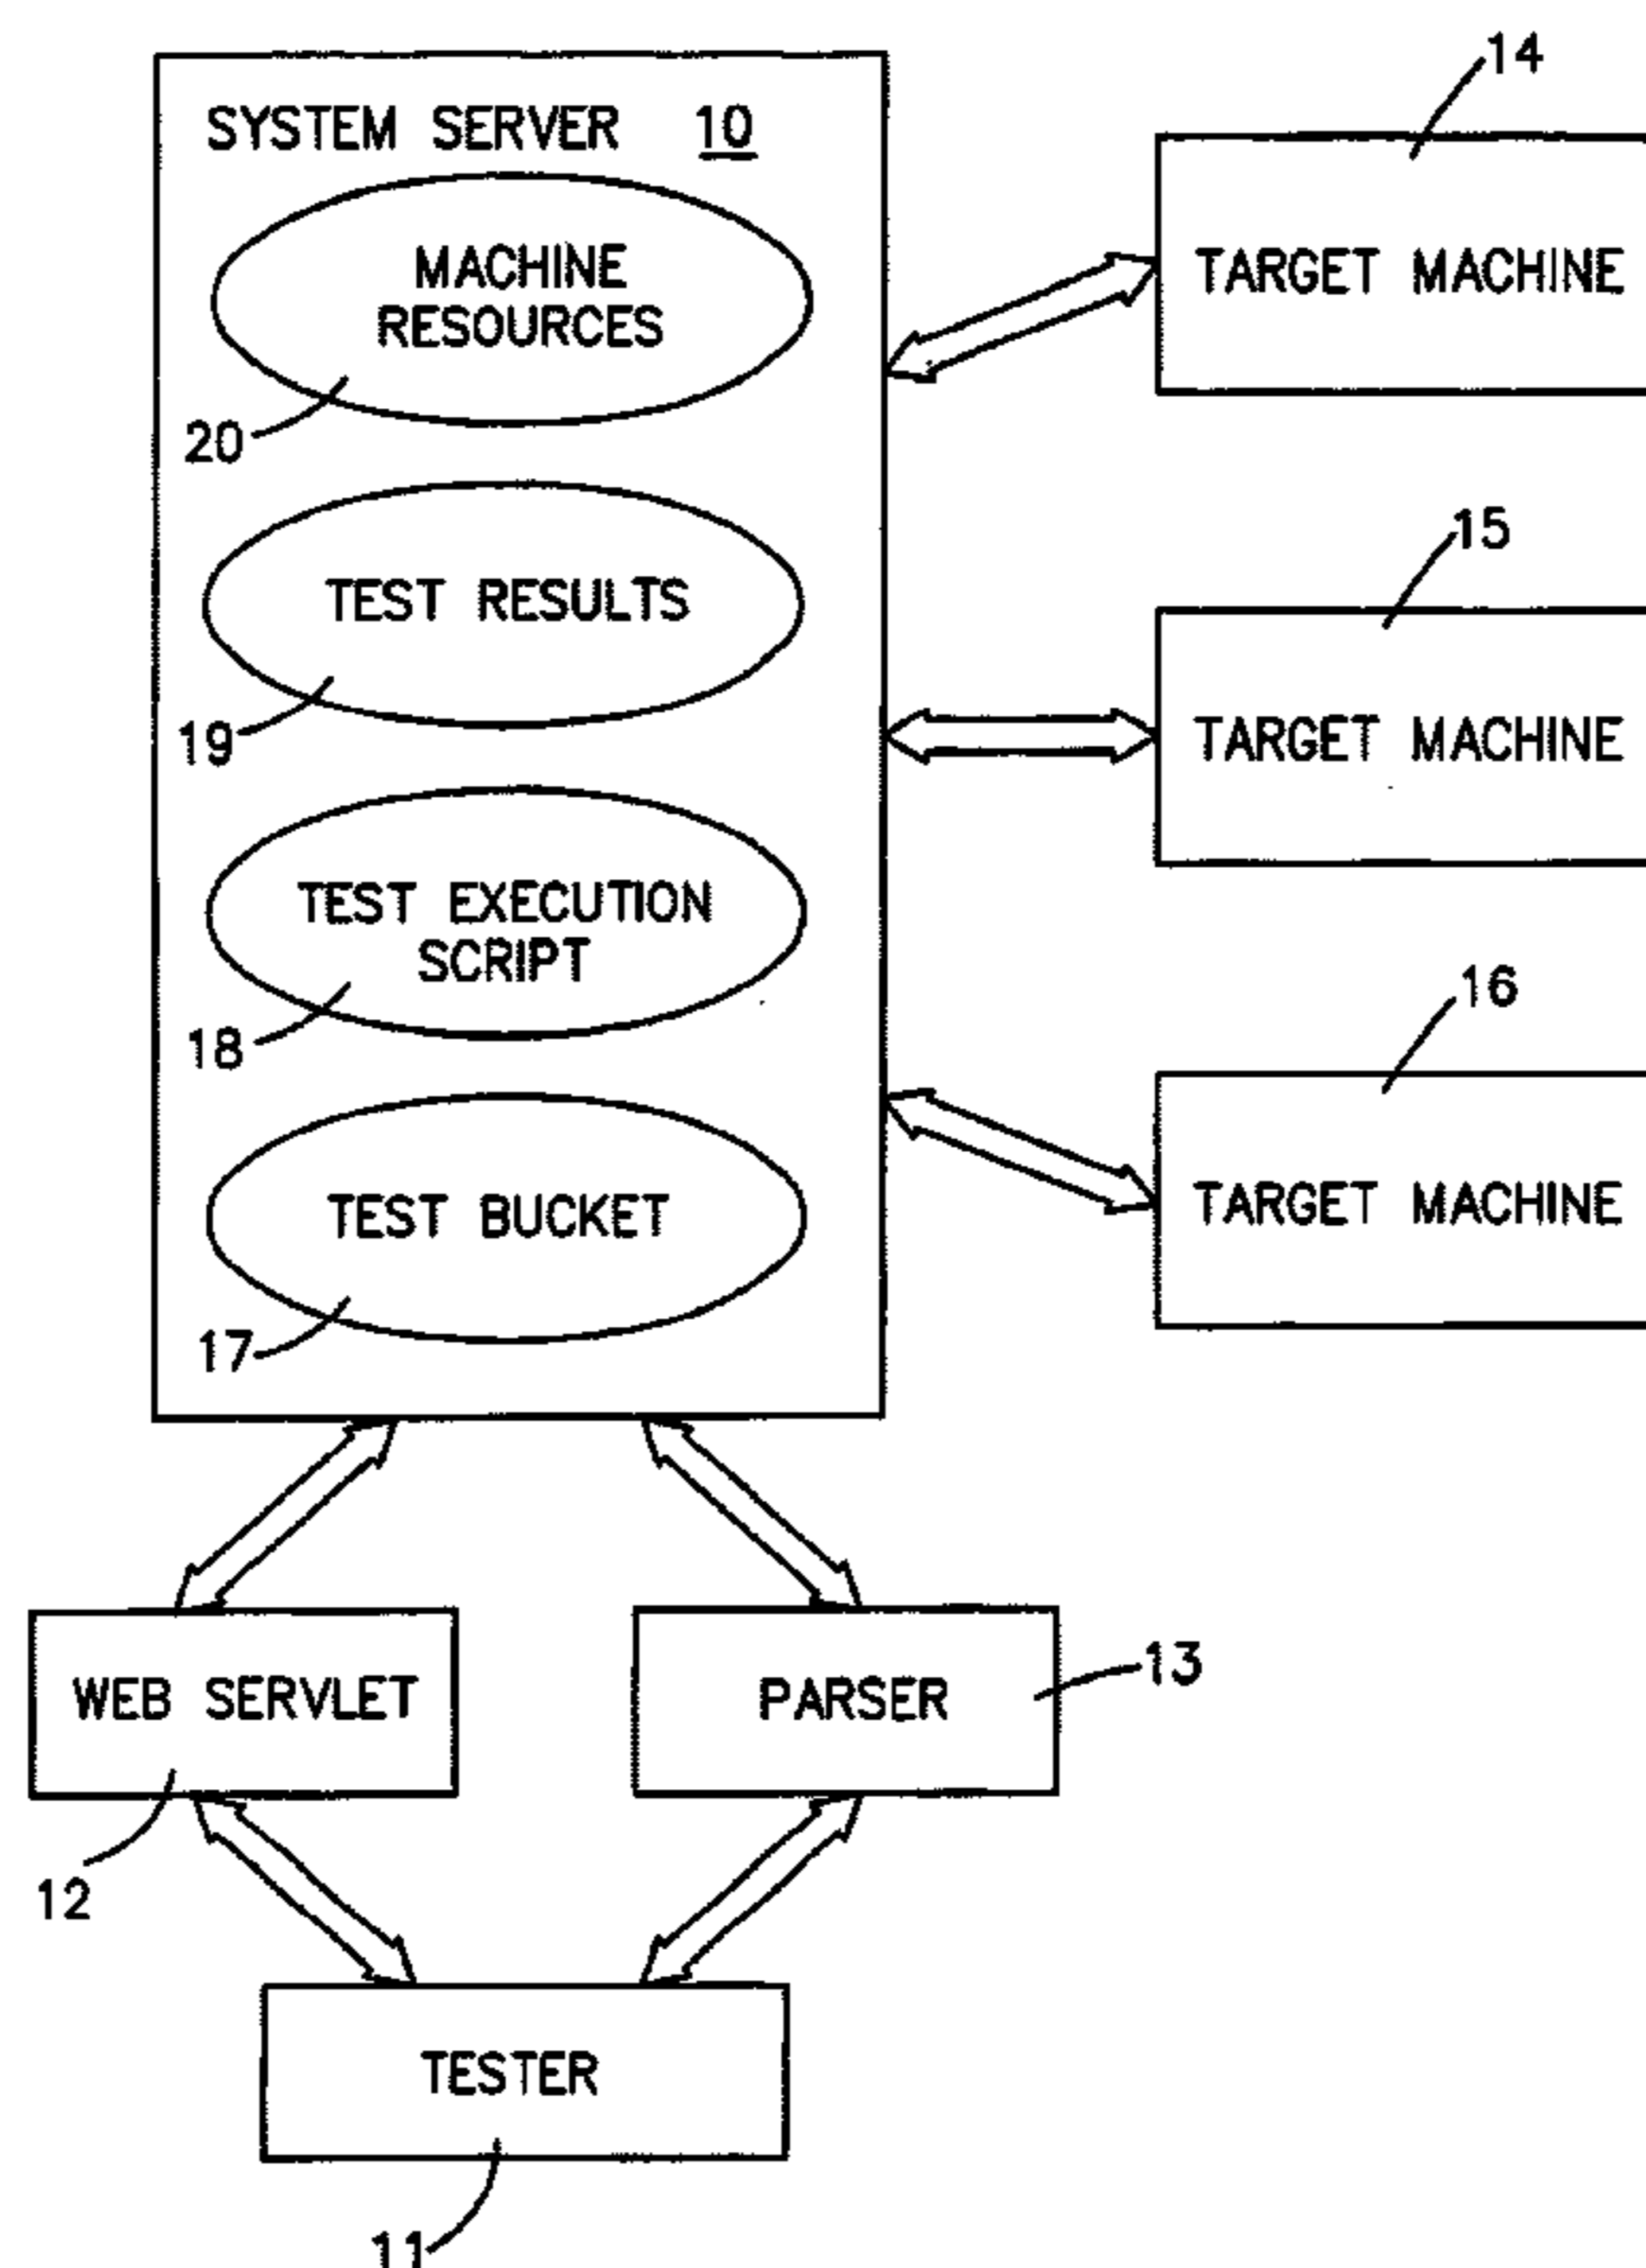 SYSTEM SERVER 10
MACHINE
RESOURCES
20
TEST RESULTS
19
TEST EXECUTION
SCRIPT
18
TEST BUCKET
17
14
TARGET MACHINE
15
TARGET MACHINE
16
TARGET MACHINE
WEB SERVLET
12
PARSER
13
TESTER
11